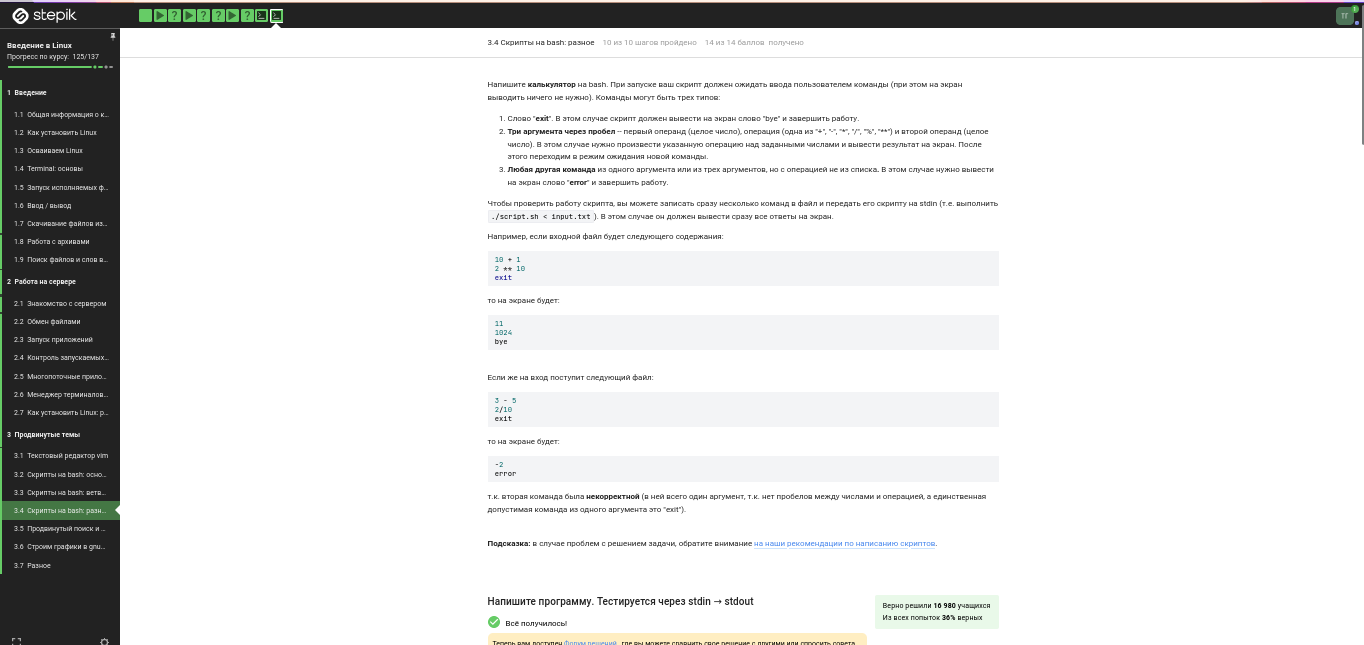 stepik
Введение в Linux
Прогресс по курсу: 125/137
1 Введение
1.1 Общая информация о к...
1.2 Как установить Linux
1.3 Осваиваем Linux
1.4 Terminal: основы
1.5 Запуск исполняемых ф...
1.6 Ввод / вывод
1.7 Скачивание файлов из...
1.8 Работа с архивами
1.9 Поиск файлов и слов в...
2 Работа на сервере
2.1 Знакомство с сервером
2.2 Обмен файлами
2.3 Запуск приложений
2.4 Контроль запускаемых...
2.5 Многопоточные прило...
2.6 Менеджер терминалов...
2.7 Как установить Linux: р...
3 Продвинутые темы
3.1 Текстовый редактор vim
3.2 Скрипты на bash: осно...
3.3 Скрипты на bash: ветв...
3.4 Скрипты на bash: разн...
3.5 Продвинутый поиск и ...
3.6 Строим графики в gnu...
3.7 Разное
3.4 Скрипты на bash: разное 10 из 10 шагов пройдено 14 из 14 баллов получено
Напишите калькулятор на bash. При запуске ваш скрипт должен ожидать ввода пользователем команды (при этом на экран
выводить ничего не нужно). Команды могут быть трех типов:
1. Слово "exit". В этом случае скрипт должен вывести на экран слово "bye" и завершить работу.
2. Три аргумента через пробел – первый операнд (целое число), операция (одна из "+", "-", "*", "/", "%", "**") и второй операнд (целое
число). В этом случае нужно произвести указанную операцию над заданными числами и вывести результат на экран. После
этого переходим в режим ожидания новой команды.
3. Любая другая команда из одного аргумента или из трех аргументов, но с операцией не из списка. В этом случае нужно вывести
на экран слово "error" и завершить работу.
Чтобы проверить работу скрипта, вы можете записать сразу несколько команд в файл и передать его скрипту на stdin (т.е. выполнить
./script.sh < input.txt ). В этом случае он должен вывести сразу все ответы на экран.
Например, если входной файл будет следующего содержания:
10 + 1
2 ** 10
exit
то на экране будет:
11
1024
bye
Если же на вход поступит следующий файл:
3 - 5
2/10
exit
то на экране будет:
-2
error
т.к. вторая команда была некорректной (в ней всего один аргумент, т.к. нет пробелов между числами и операцией, а единственная
допустимая команда из одного аргумента это "exit").
Подсказка: в случае проблем с решением задачи, обратите внимание на наши рекомендации по написанию скриптов.
Напишите программу. Тестируется через stdin → stdout
Всё получилось!
Верно решили 16 980 учащихся
Из всех попыток 36% верных
Теперь вам доступен Форум решений, где вы можете сравнить свое решение с другими или спросить совета.